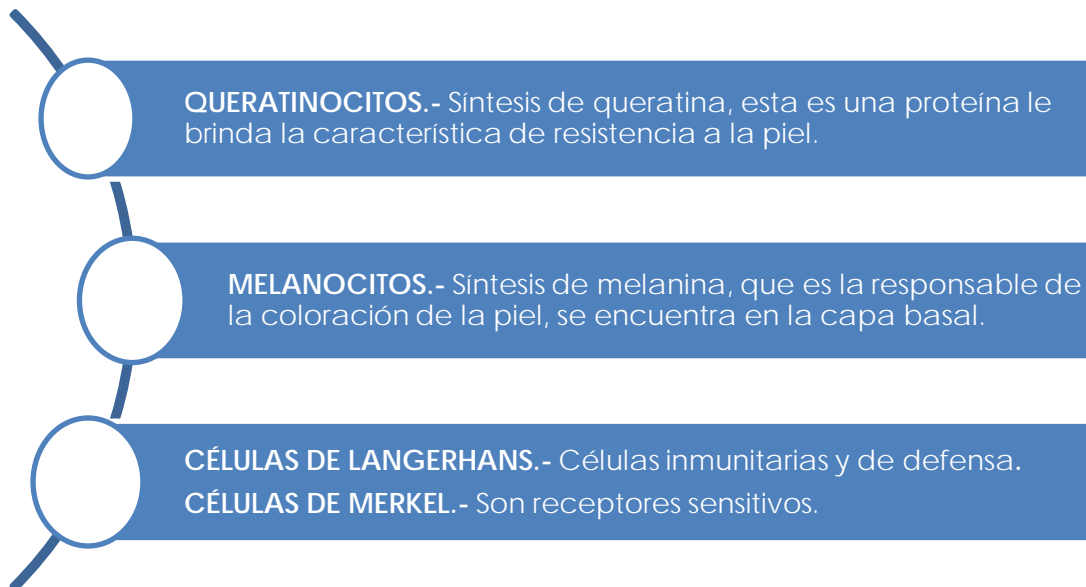 QUERATINOCITOS.- Síntesis de queratina, esta es una proteína le
brinda la característica de resistencia a la piel.
MELANOCITOS.- Síntesis de melanina, que es la responsable de
la coloración de la piel, se encuentra en la capa basal.
CÉLULAS DE LANGERHANS.- Células inmunitarias y de defensa.
CÉLULAS DE MERKEL.- Son receptores sensitivos.